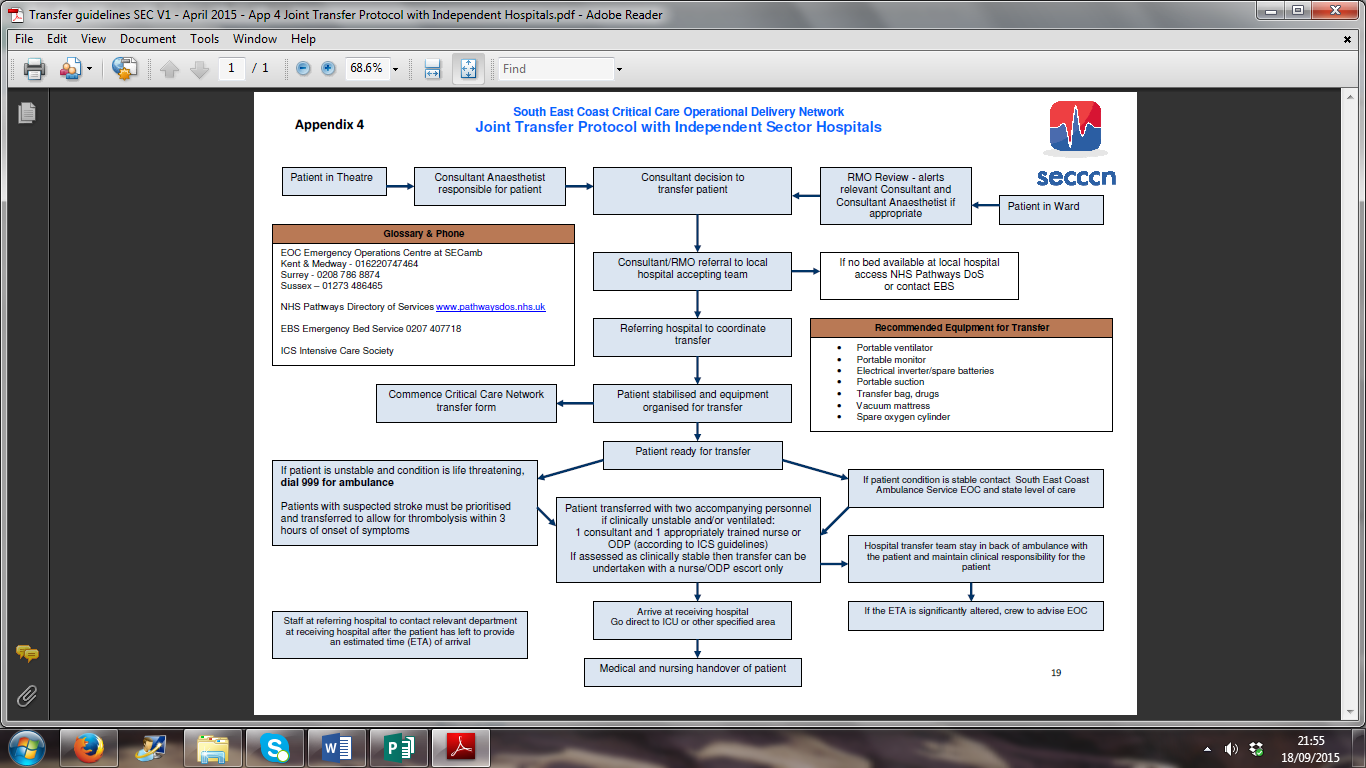 Transfer guidelines SEC V1 - April 2015 - App 4 Joint Transfer Protocol with Independent Hospitals.pdf - Adobe Reader
File Edit View Document Tools Window Help
1 / 1 68.6% Find
Appendix 4
South East Coast Critical Care Operational Delivery Network
Joint Transfer Protocol with Independent Sector Hospitals
secccn
Patient in Theatre
Consultant Anaesthetist
responsible for patient
Consultant decision to
transfer patient
RMO Review - alerts
relevant Consultant and
Consultant Anaesthetist if
appropriate
Patient in Ward
Glossary & Phone
EOC Emergency Operations Centre at SECamb
Kent & Medway - 016220747464
Surrey - 0208 786 8874
Sussex – 01273 486465
NHS Pathways Directory of Services www.pathwaysdos.nhs.uk
EBS Emergency Bed Service 0207 407718
ICS Intensive Care Society
Consultant/RMO referral to local
hospital accepting team
If no bed available at local hospital
access NHS Pathways DoS
or contact EBS
Referring hospital to coordinate
transfer
Recommended Equipment for Transfer
• Portable ventilator
• Portable monitor
• Electrical inverter/spare batteries
• Portable suction
• Transfer bag, drugs
• Vacuum mattress
• Spare oxygen cylinder
Commence Critical Care Network
transfer form
Patient stabilised and equipment
organised for transfer
Patient ready for transfer
If patient is unstable and condition is life threatening,
dial 999 for ambulance
Patients with suspected stroke must be prioritised
and transferred to allow for thrombolysis within 3
hours of onset of symptoms
If patient condition is stable contact South East Coast
Ambulance Service EOC and state level of care
Patient transferred with two accompanying personnel
if clinically unstable and/or ventilated:
1 consultant and 1 appropriately trained nurse or
ODP (according to ICS guidelines)
If assessed as clinically stable then transfer can be
undertaken with a nurse/ODP escort only
Hospital transfer team stay in back of ambulance with
the patient and maintain clinical responsibility for the
patient
If the ETA is significantly altered, crew to advise EOC
Staff at referring hospital to contact relevant department
at receiving hospital after the patient has left to provide
an estimated time (ETA) of arrival
Arrive at receiving hospital
Go direct to ICU or other specified area
Medical and nursing handover of patient
19
21:55
18/09/2015